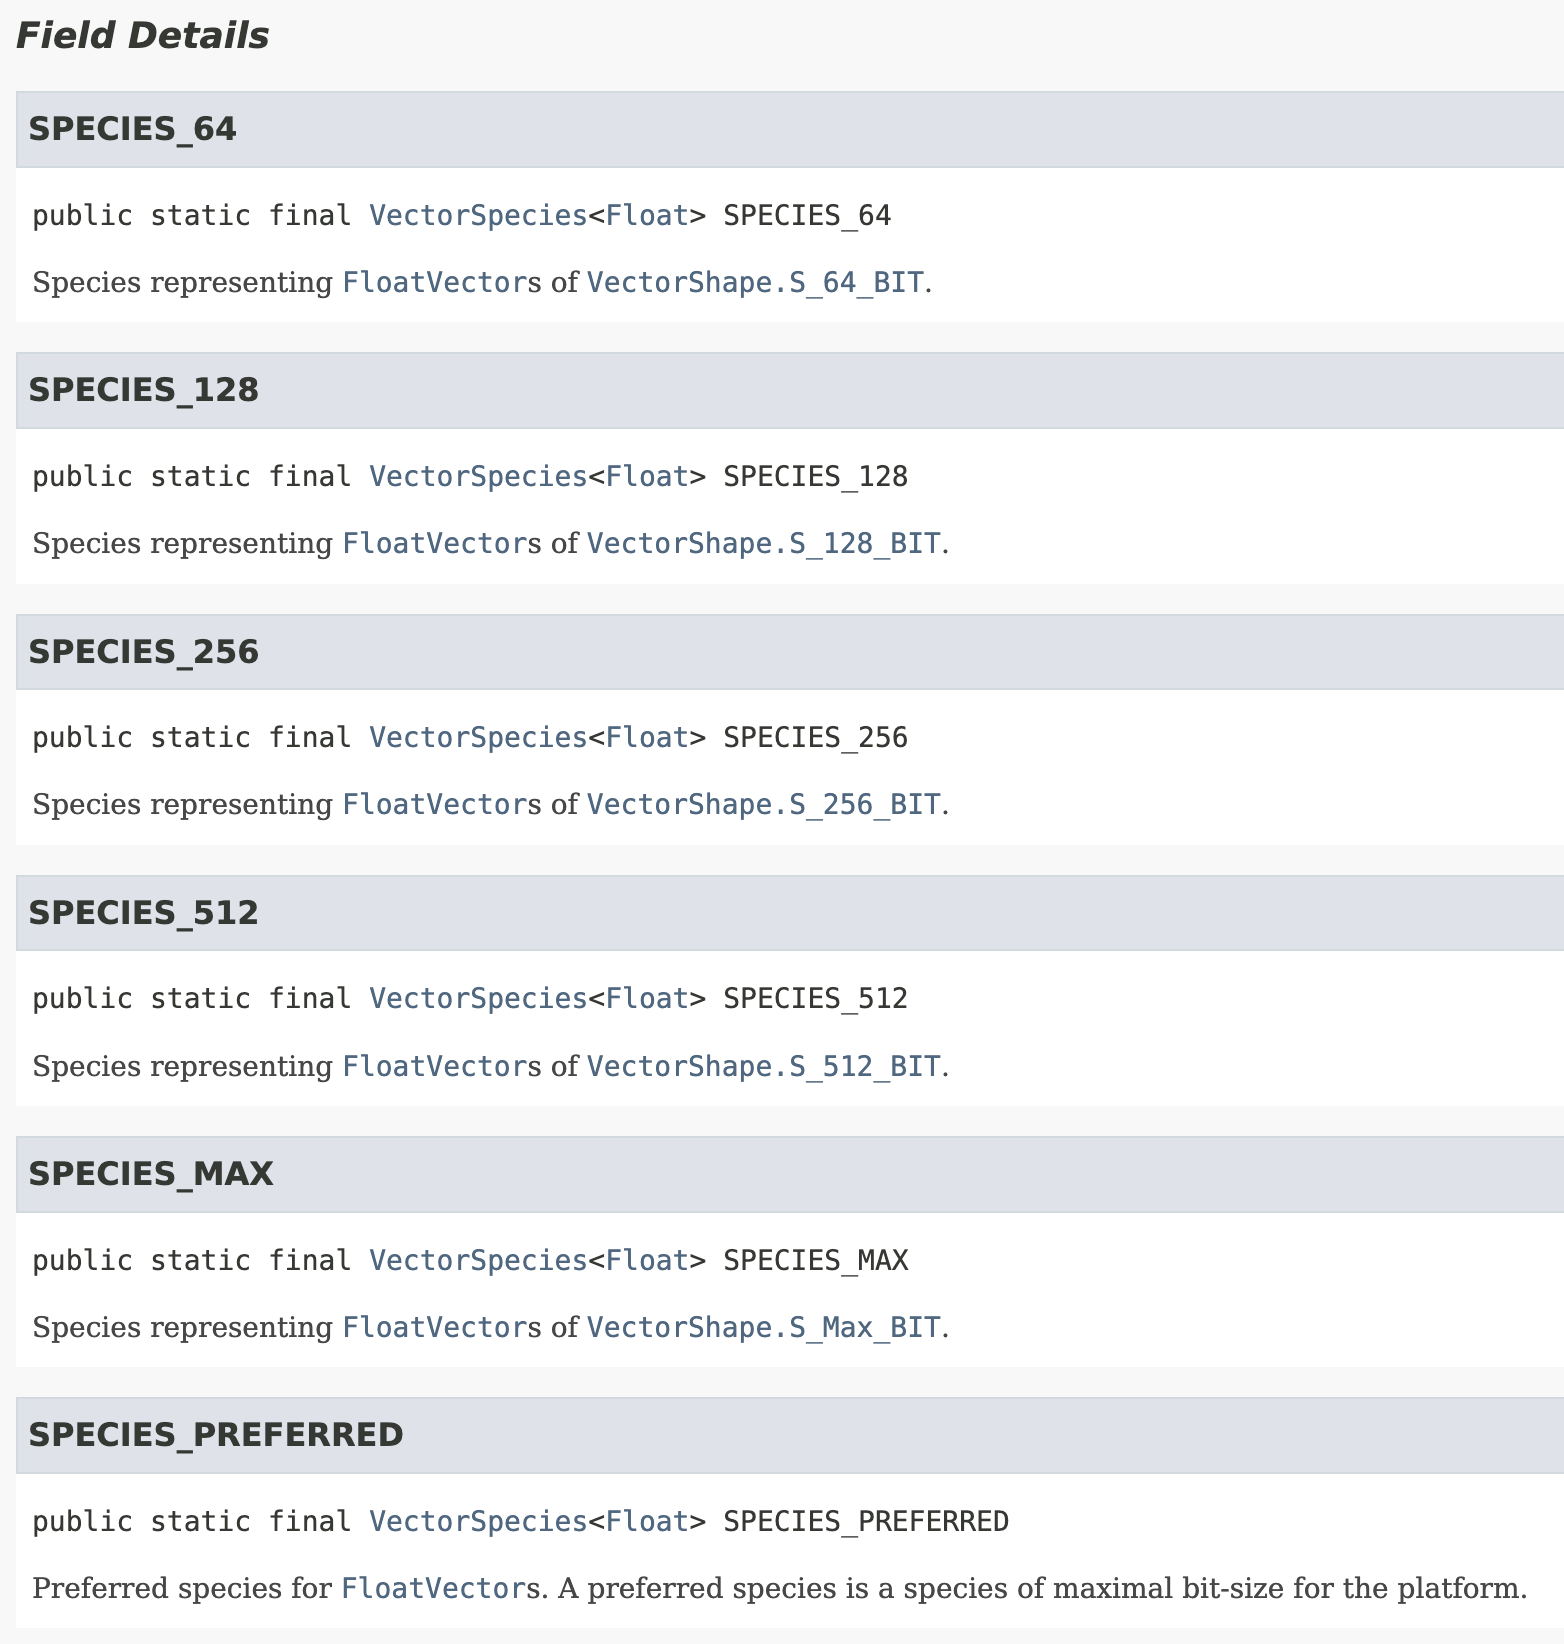 Field Details
SPECIES_64
public static final VectorSpecies<Float> SPECIES_64
Species representing FloatVectors of VectorShape.S_64_BIT.
SPECIES_128
public static final VectorSpecies<Float> SPECIES_128
Species representing FloatVectors of VectorShape.S_128_BIT.
SPECIES_256
public static final VectorSpecies<Float> SPECIES_256
Species representing FloatVectors of VectorShape.S_256_BIT.
SPECIES_512
public static final VectorSpecies<Float> SPECIES_512
Species representing FloatVectors of VectorShape.S_512_BIT.
SPECIES_MAX
public static final VectorSpecies<Float> SPECIES_MAX
Species representing FloatVectors of VectorShape.S_Max_BIT.
SPECIES_PREFERRED
public static final VectorSpecies<Float> SPECIES_PREFERRED
Preferred species for FloatVectors. A preferred species is a species of maximal bit-size for the platform.